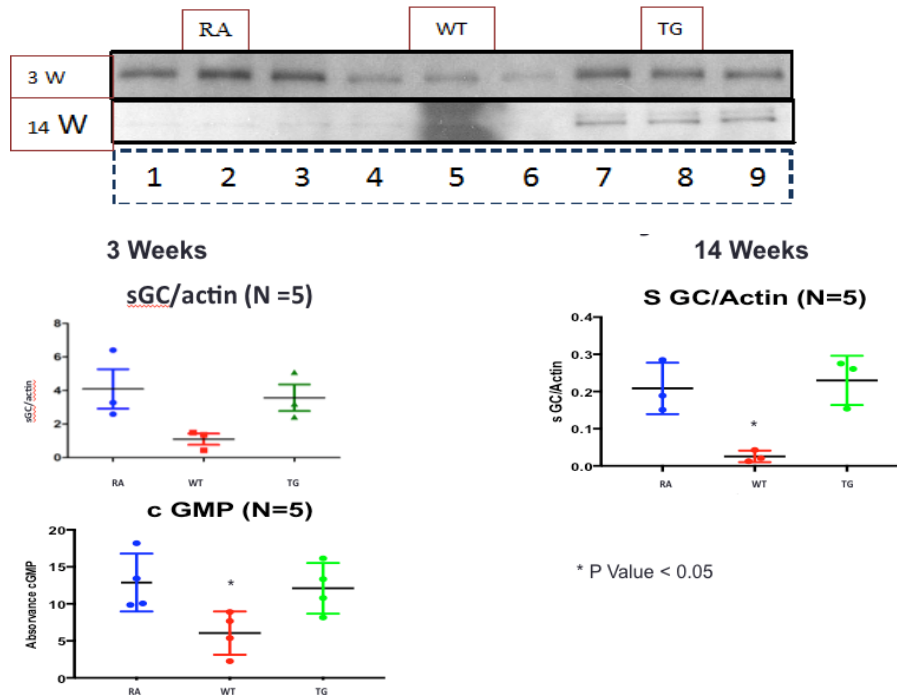 RA WT TG
3 W
14 W
1 2 3 4 5 6 7 8 9
3 Weeks
sGC/actin (N =5)
8
6
4
2
0
sGC/actin
RA WT TG
c GMP (N=5)
20
15
10
5
0
Absorvance cGMP
*
RA WT TG
14 Weeks
S GC/Actin (N=5)
0.4
0.3
0.2
0.1
0.0
s GC/Actin
*
RA WT TG
* P Value < 0.05